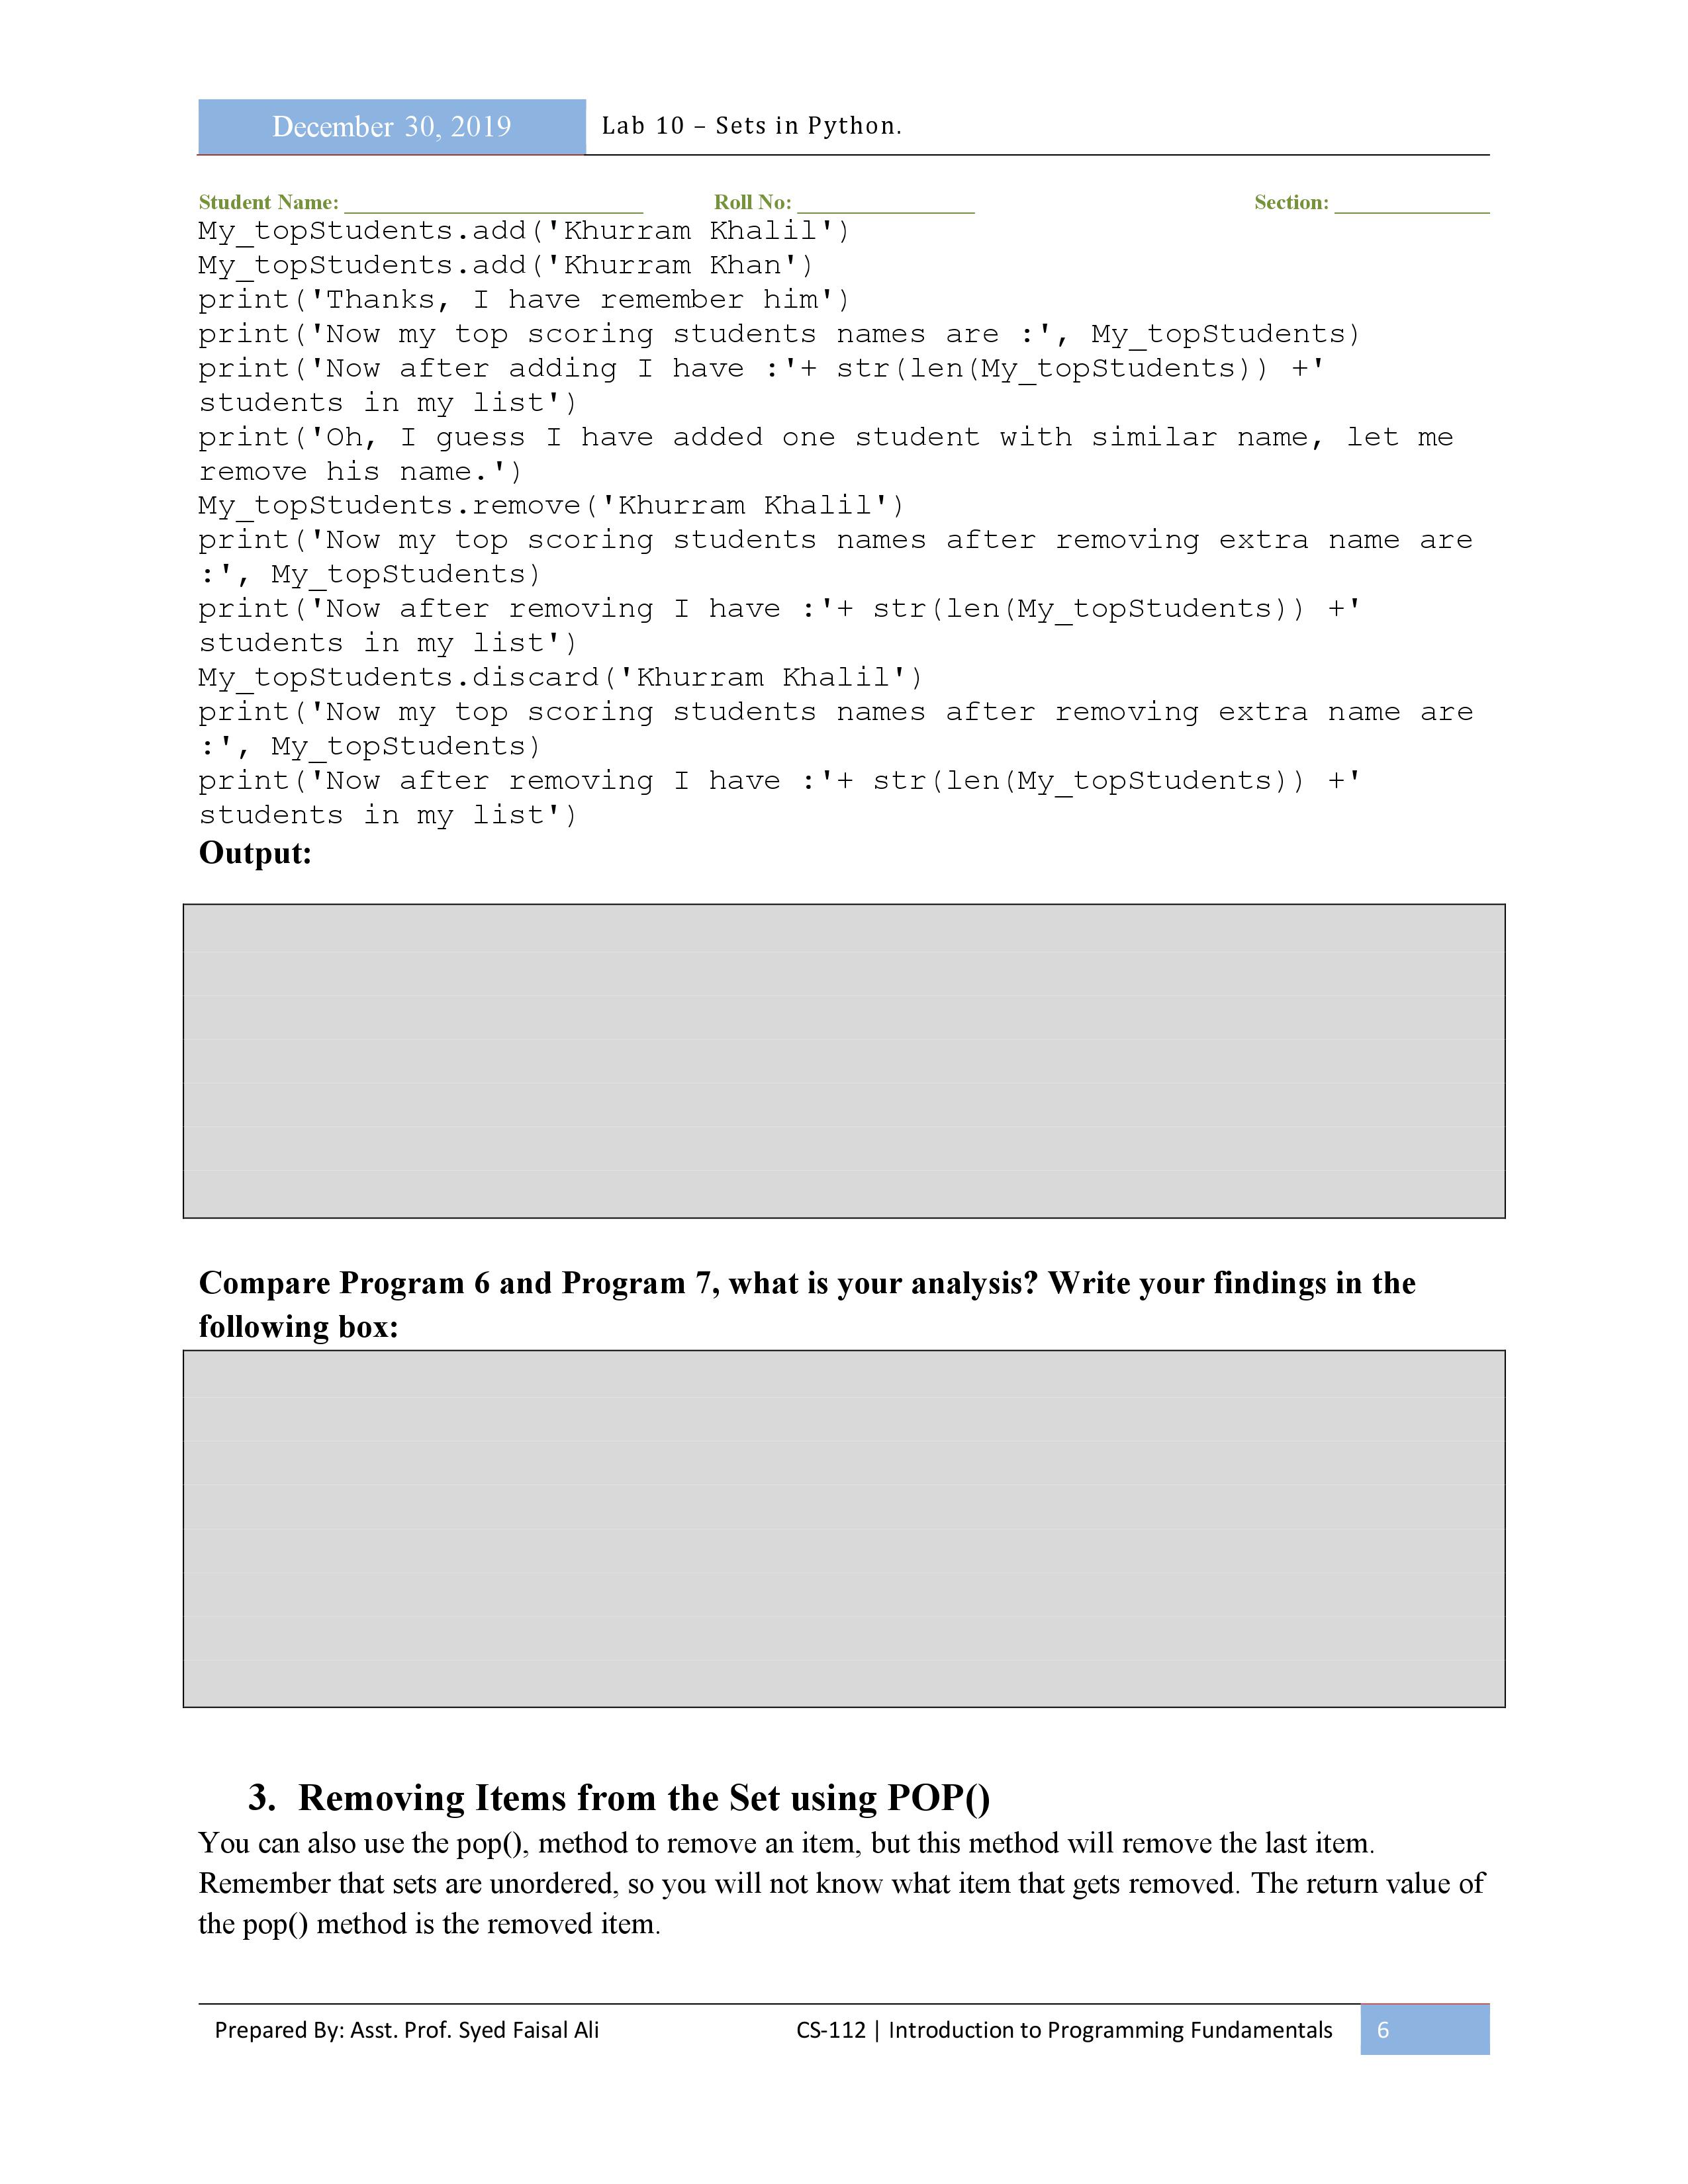 December 30, 2019 Lab 10 – Sets in Python.
Student Name: ___________________________ Roll No: ________________ Section: ______________
My_topStudents.add('Khurram Khalil')
My_topStudents.add('Khurram Khan')
print('Thanks, I have remember him')
print('Now my top scoring students names are :', My_topStudents)
print('Now after adding I have :'+ str(len(My_topStudents)) +'
students in my list')
print('Oh, I guess I have added one student with similar name, let me
remove his name.')
My_topStudents.remove('Khurram Khalil')
print('Now my top scoring students names after removing extra name are
:', My_topStudents)
print('Now after removing I have :'+ str(len(My_topStudents)) +'
students in my list')
My_topStudents.discard('Khurram Khalil')
print('Now my top scoring students names after removing extra name are
:', My_topStudents)
print('Now after removing I have :'+ str(len(My_topStudents)) +'
students in my list')
Output:
Compare Program 6 and Program 7, what is your analysis? Write your findings in the
following box:
3. Removing Items from the Set using POP()
You can also use the pop(), method to remove an item, but this method will remove the last item.
Remember that sets are unordered, so you will not know what item that gets removed. The return value of
the pop() method is the removed item.
Prepared By: Asst. Prof. Syed Faisal Ali CS-112 | Introduction to Programming Fundamentals 6